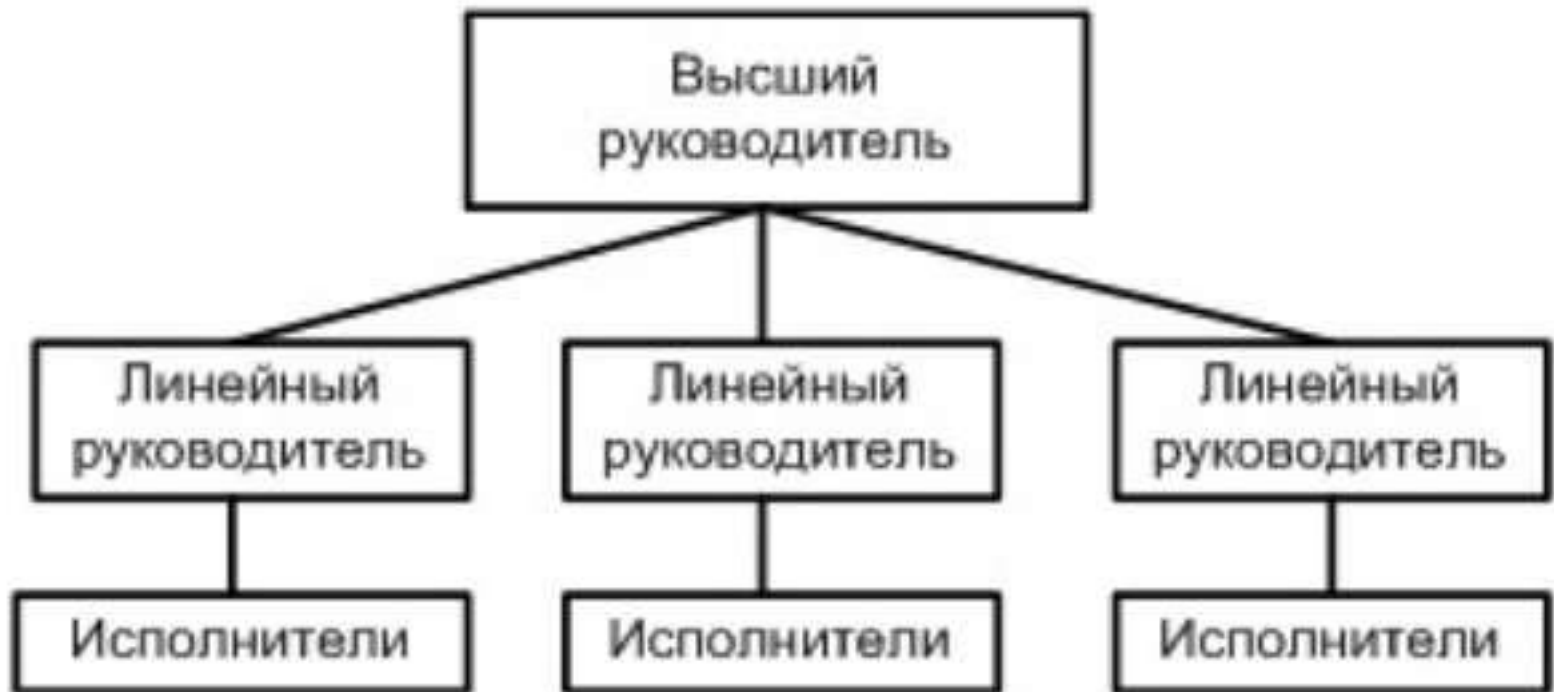 Высший
руководитель
Линейный
руководитель
Линейный
руководитель
Линейный
руководитель
Исполнители
Исполнители
Исполнители